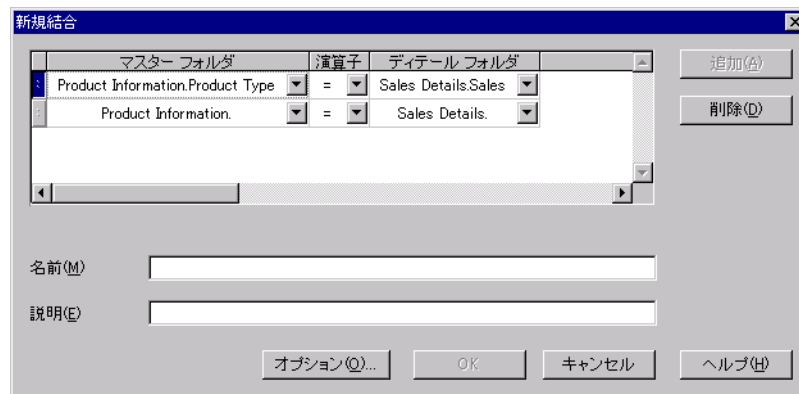 新規結合
マスター フォルダ 演算子 ディテール フォルダ
Product Information.Product Type = Sales Details.Sales
Product Information. = Sales Details.
追加(A)
削除(D)
名前(M)
説明(E)
オプション(O)... OK キャンセル ヘルプ(H)